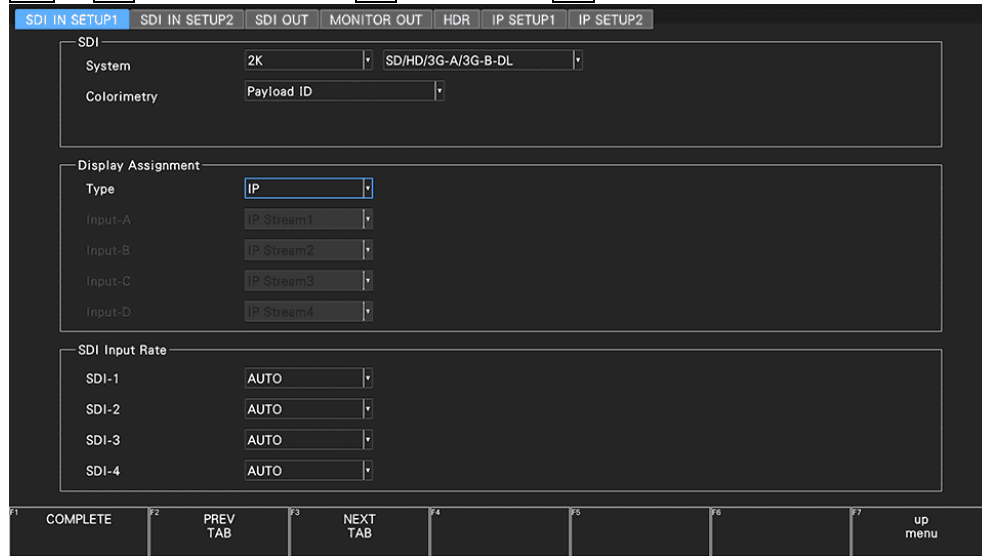 SDI IN SETUP1 SDI IN SETUP2 SDI OUT MONITOR OUT HDR IP SETUP1 IP SETUP2
SDI
System 2K SD/HD/3G-A/3G-B-DL
Colorimetry Payload ID
Display Assignment
Type IP
Input-A IP Stream1
Input-B IP Stream2
Input-C IP Stream3
Input-D IP Stream4
SDI Input Rate
SDI-1 AUTO
SDI-2 AUTO
SDI-3 AUTO
SDI-4 AUTO
F1 COMPLETE F2 PREV TAB F3 NEXT TAB F4 F5 F6 F7 up menu